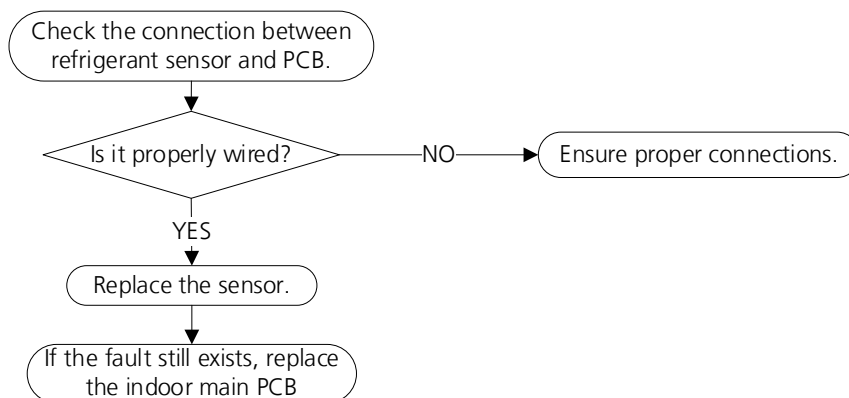 Check the connection between
refrigerant sensor and PCB.
Is it properly wired?
NO
Ensure proper connections.
YES
Replace the sensor.
If the fault still exists, replace
the indoor main PCB